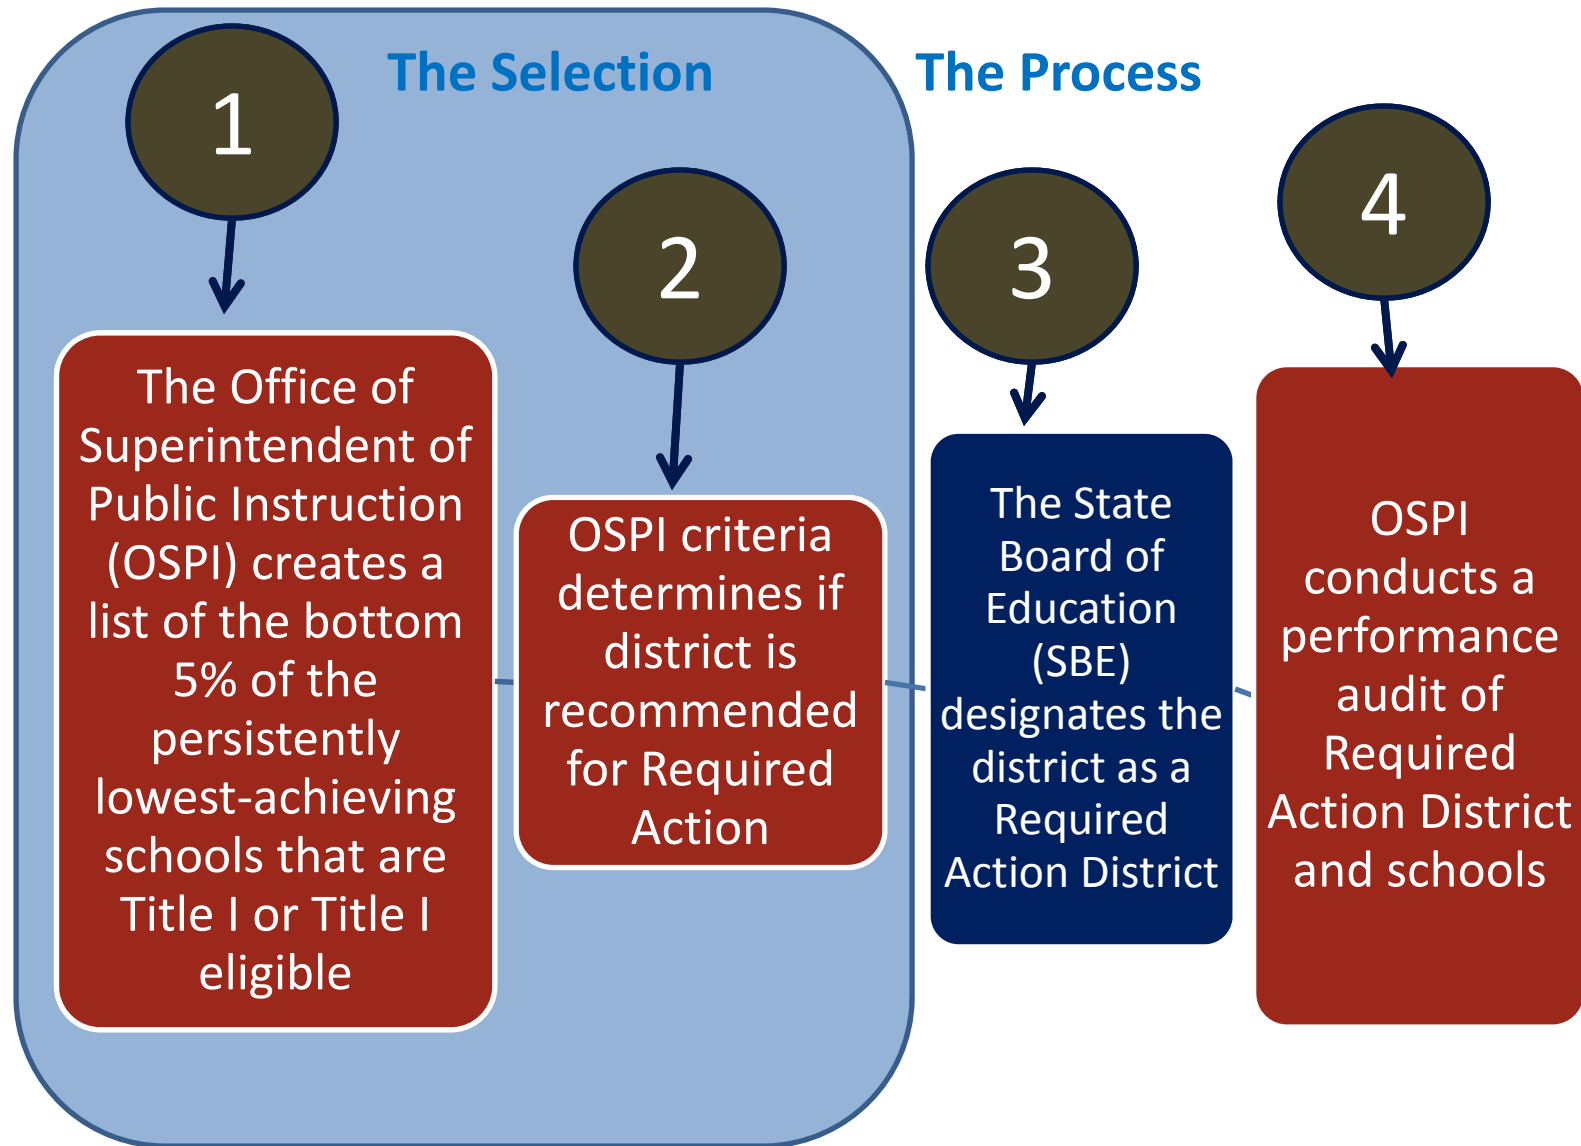 The Selection
The Process
1
The Office of
Superintendent of
Public Instruction
(OSPI) creates a
list of the bottom
5% of the
persistently
lowest-achieving
schools that are
Title I or Title I
eligible
2
OSPI criteria
determines if
district is
recommended
for Required
Action
3
The State
Board of
Education
(SBE)
designates the
district as a
Required
Action District
4
OSPI
conducts a
performance
audit of
Required
Action District
and schools